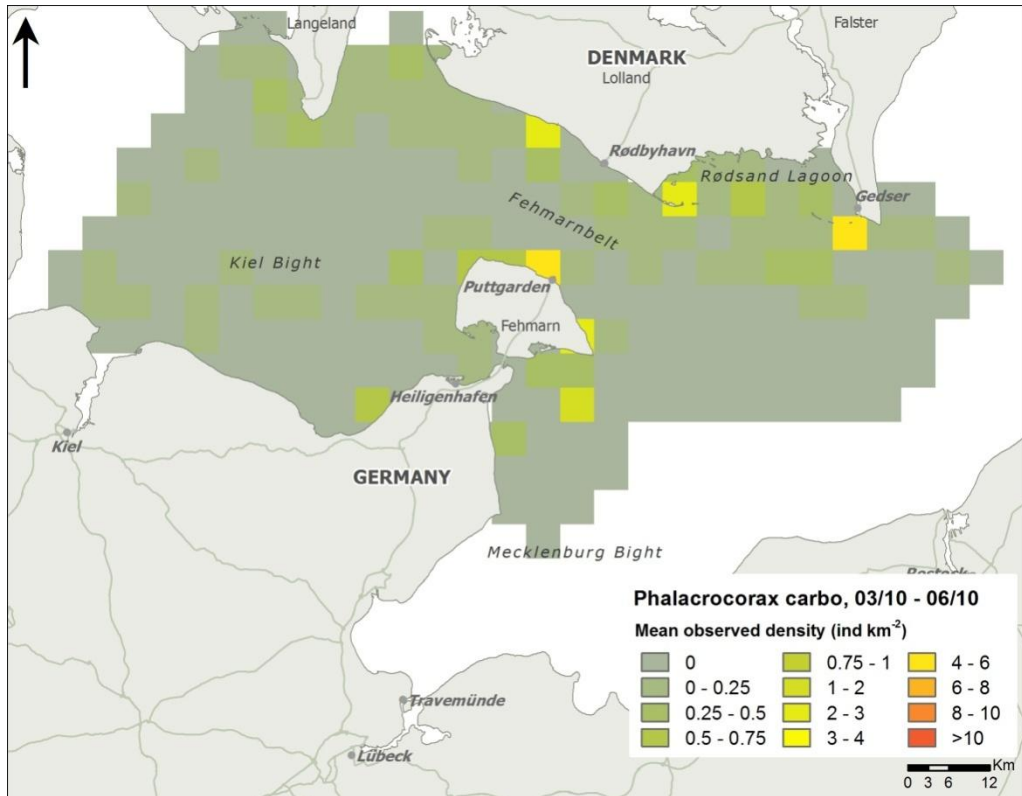 Langeland
Falster
DENMARK
Lolland
Rødbyhavn
Rødsand Lagoon
Gedser
Fehmarnbelt
Kiel Bight
Puttgarden
Fehmarn
Heiligenhafen
Kiel
GERMANY
Mecklenburg Bight
Travemünde
Lübeck
Phalacrocorax carbo, 03/10 - 06/10
Mean observed density (ind km-2)
0
0 - 0.25
0.25 - 0.5
0.5 - 0.75
0.75 - 1
1 - 2
2 - 3
3 - 4
4 - 6
6 - 8
8 - 10
>10
Km
0 3 6 12